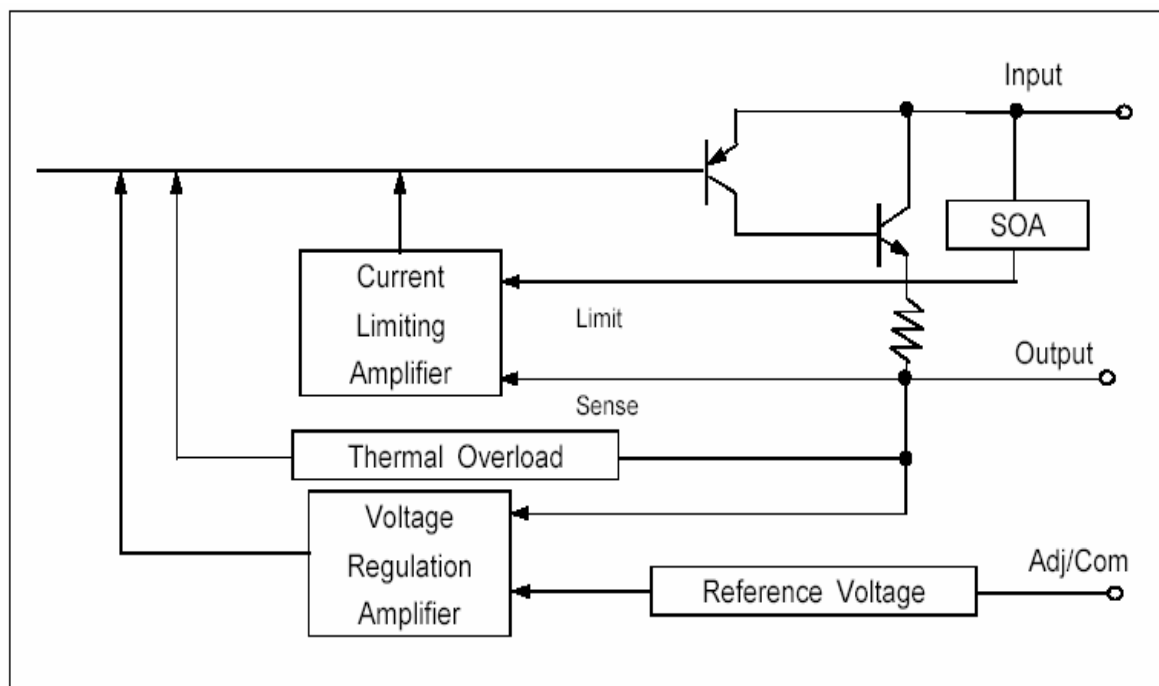 Input
SOA
Current
Limiting
Amplifier
Limit
Output
Sense
Thermal Overload
Voltage
Regulation
Amplifier
Adj/Com
Reference Voltage